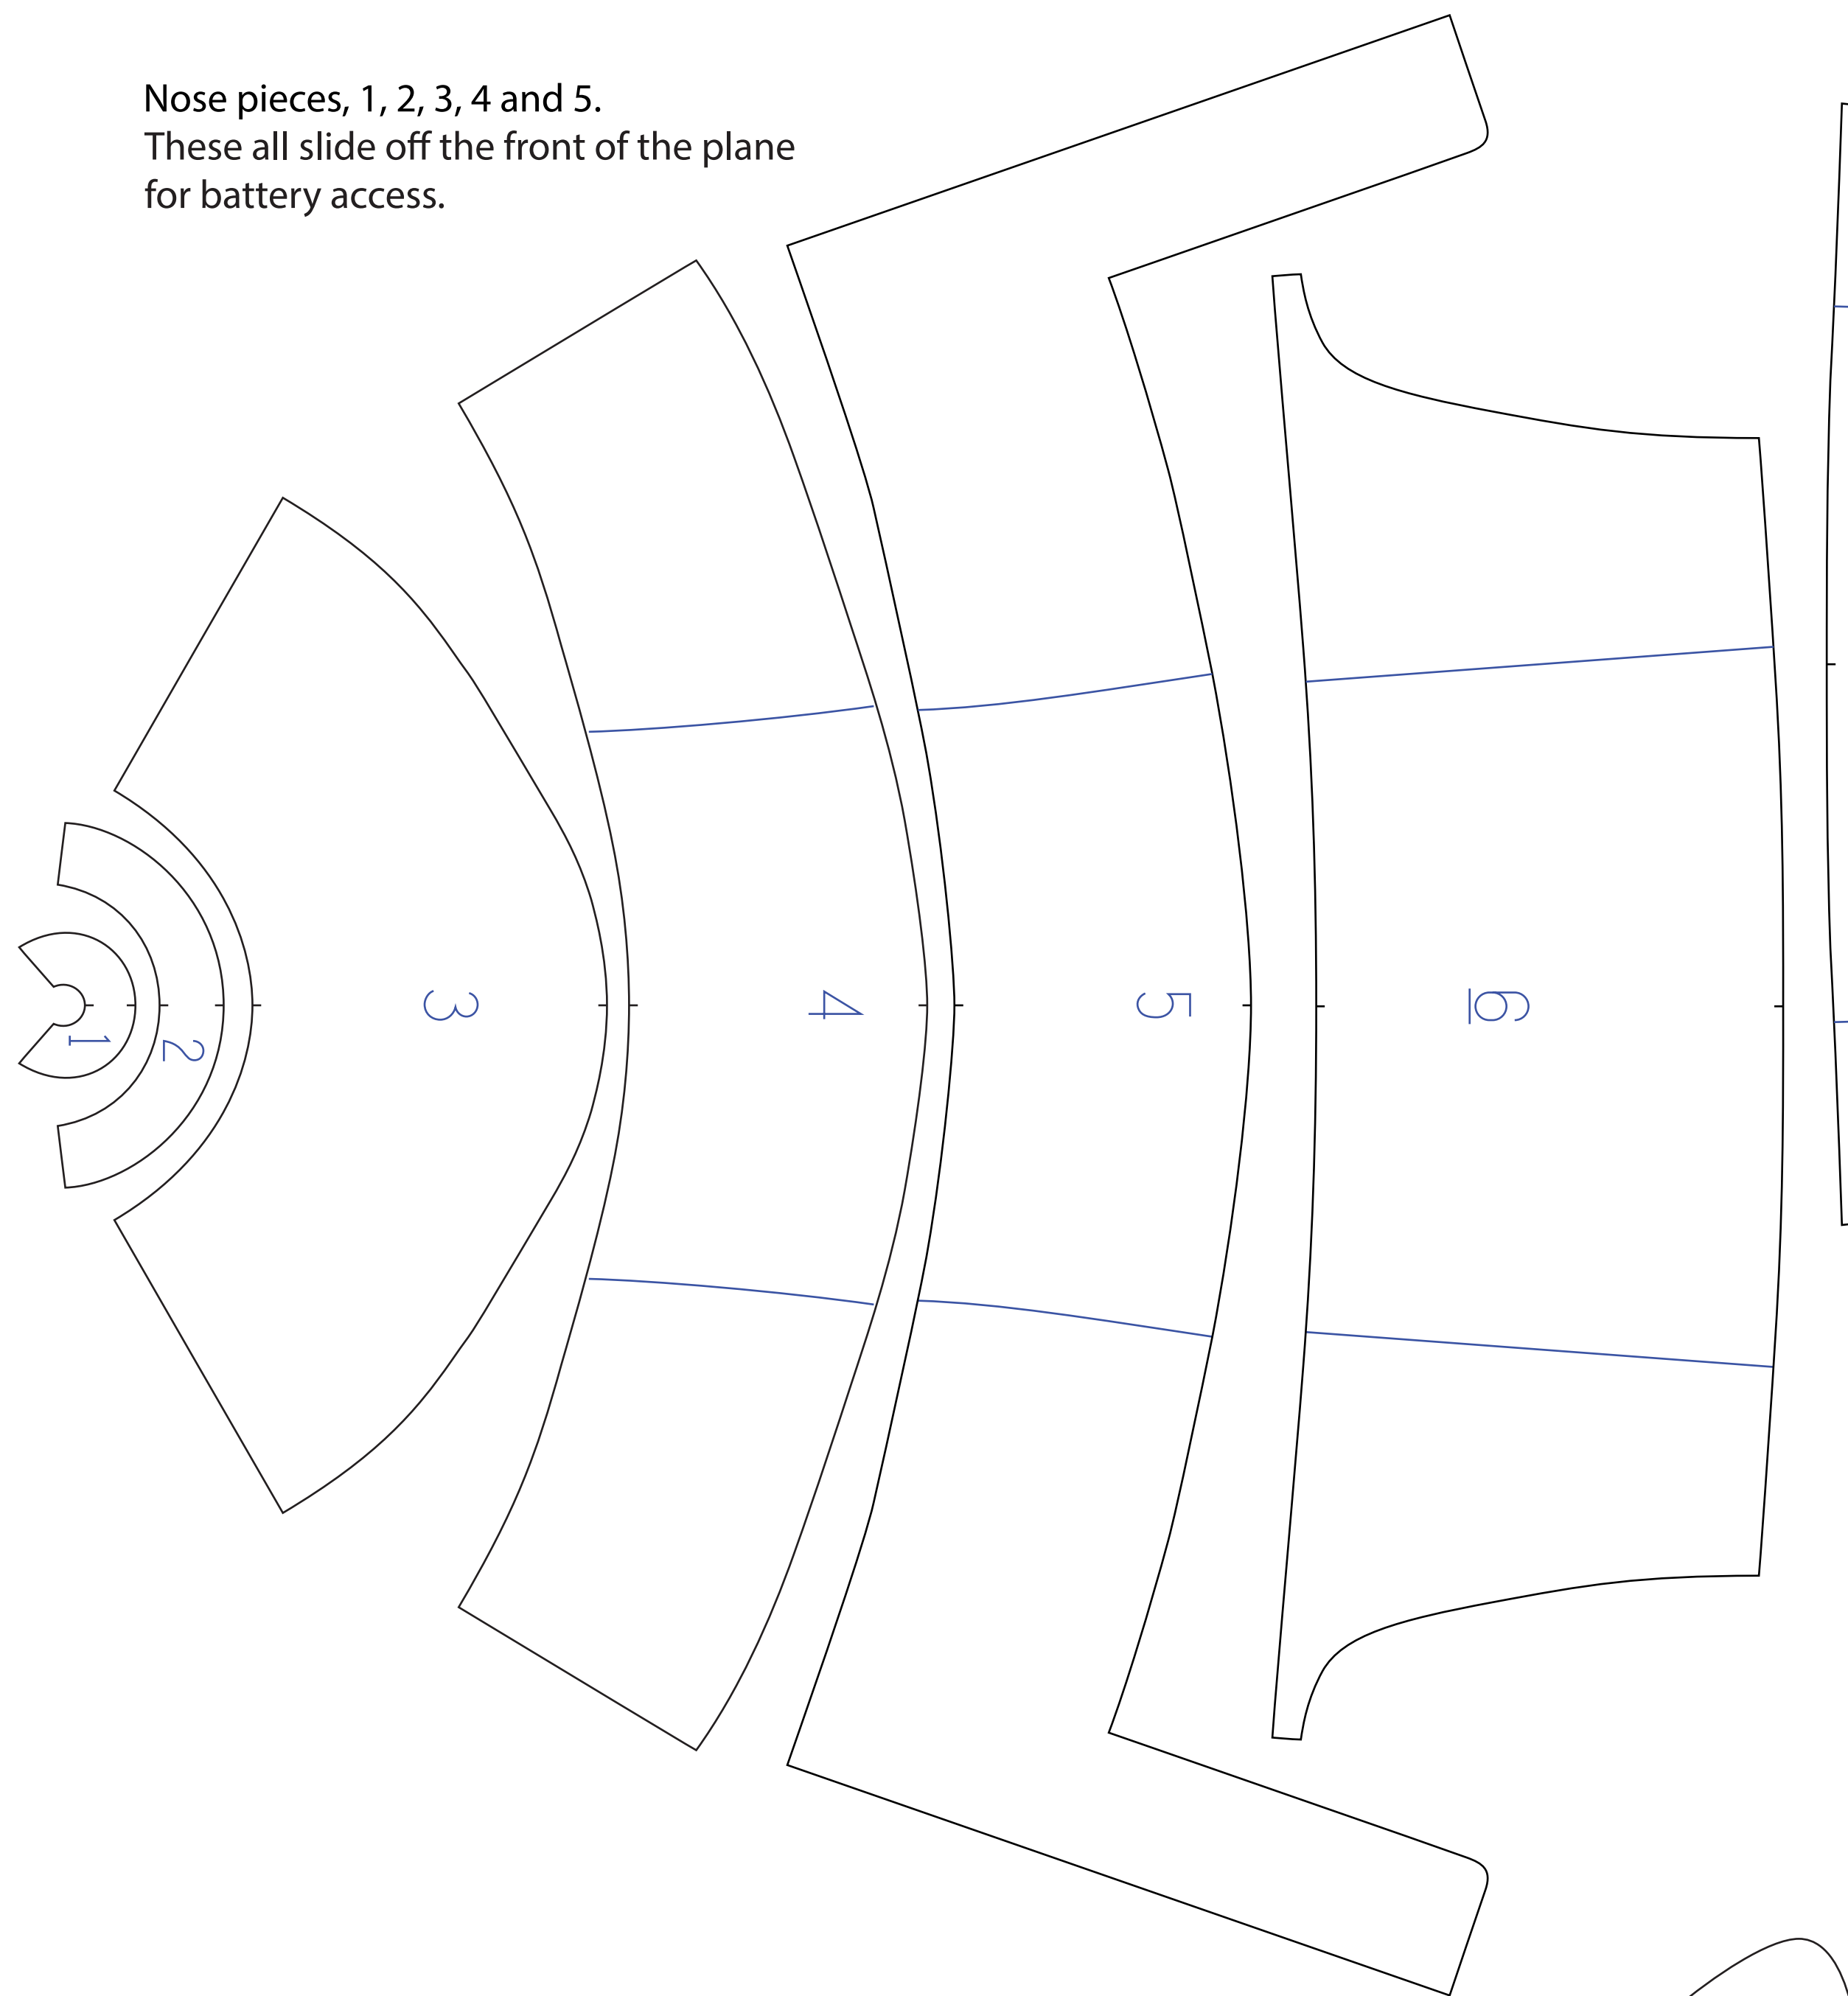 Nose pieces, 1, 2, 3, 4 and 5.
These all slide off the front of the plane
for battery access.
1
2
3
4
5
6